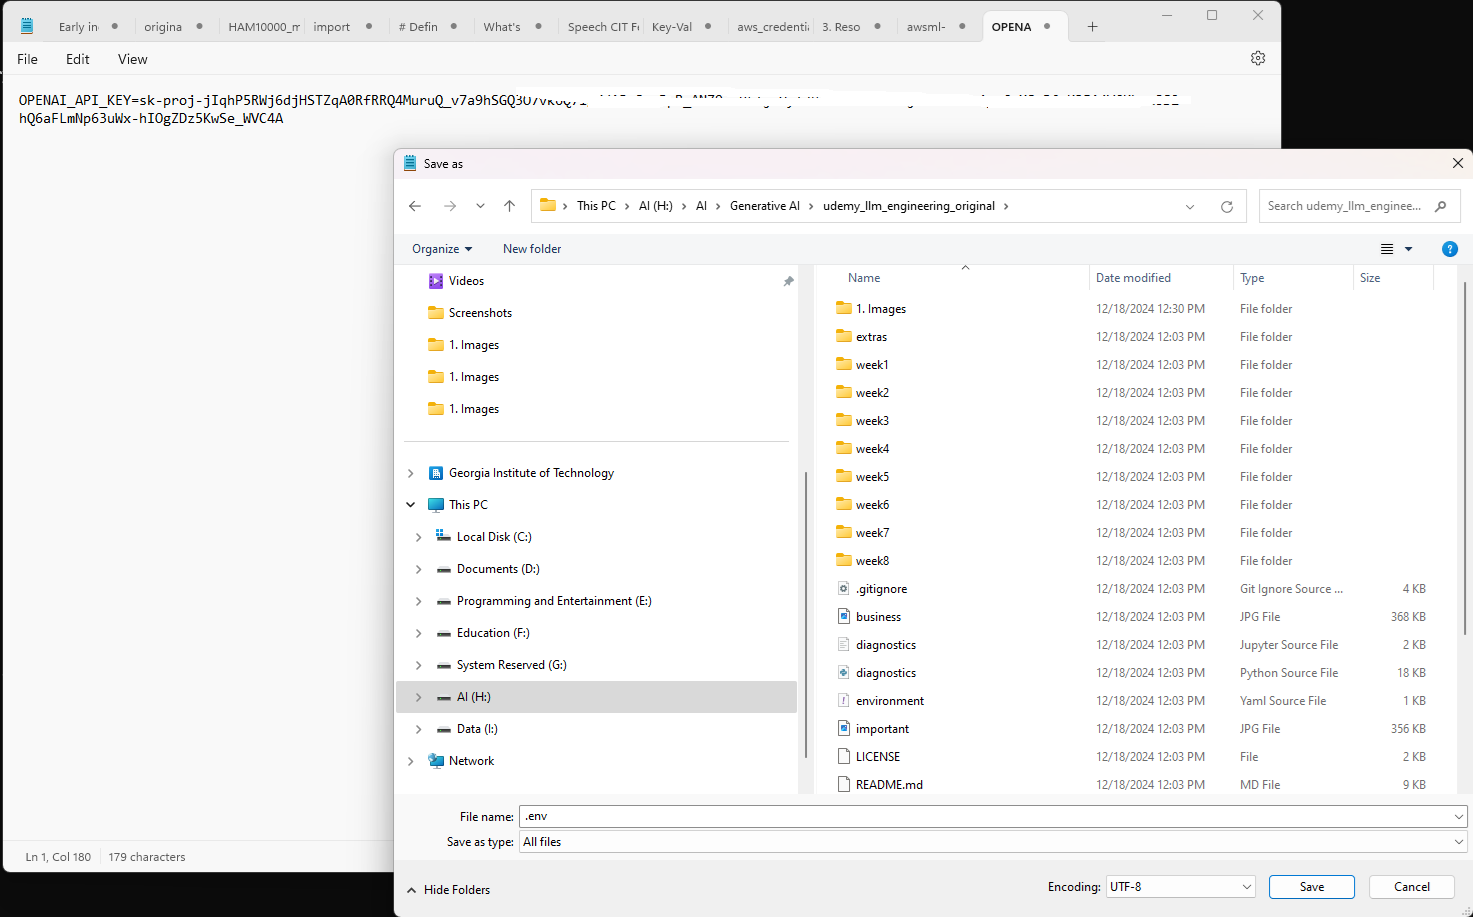 Early in
origina
HAM10000_m
import
# Defin
What's
Speech CIT Fe
Key-Val
aws_credentia
3. Reso
awsml-
OPENA
File Edit View
OPENAI_API_KEY=sk-proj-jIqhP5RWj6djHSTZqA0RfRRQ4MuruQ_v7a9hSGQ3
hQ6aFLmNp63uWx-hIOgZDz5KwSe_WVC4A
Save as
This PC > AI (H:) > AI > Generative AI > udemy_llm_engineering_original >
Search udemy_llm_enginee...
Organize New folder
Videos
Screenshots
1. Images
1. Images
1. Images
Georgia Institute of Technology
This PC
Local Disk (C:)
Documents (D:)
Programming and Entertainment (E:)
Education (F:)
System Reserved (G:)
AI (H:)
Data (I:)
Network
Name Date modified Type Size
1. Images 12/18/2024 12:30 PM File folder
extras 12/18/2024 12:03 PM File folder
week1 12/18/2024 12:03 PM File folder
week2 12/18/2024 12:03 PM File folder
week3 12/18/2024 12:03 PM File folder
week4 12/18/2024 12:03 PM File folder
week5 12/18/2024 12:03 PM File folder
week6 12/18/2024 12:03 PM File folder
week7 12/18/2024 12:03 PM File folder
week8 12/18/2024 12:03 PM File folder
.gitignore 12/18/2024 12:03 PM Git Ignore Source ... 4 KB
business 12/18/2024 12:03 PM JPG File 368 KB
diagnostics 12/18/2024 12:03 PM Jupyter Source File 2 KB
diagnostics 12/18/2024 12:03 PM Python Source File 18 KB
environment 12/18/2024 12:03 PM Yaml Source File 1 KB
important 12/18/2024 12:03 PM JPG File 356 KB
LICENSE 12/18/2024 12:03 PM File 2 KB
README.md 12/18/2024 12:03 PM MD File 9 KB
File name: .env
Save as type: All files
Hide Folders
Encoding: UTF-8
Save
Cancel
Ln 1, Col 180 179 characters